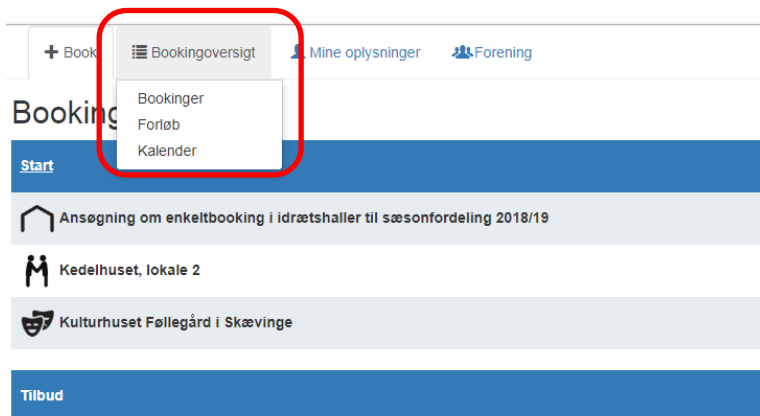 Book
Bookingoversigt
Mine oplysninger
Forening
Bookinger
Forløb
Kalender
Booking
Start
Ansøgning om enkeltbooking i idrætshaller til sæsonfordeling 2018/19
Kedelhuset, lokale 2
Kulturhuset Føllegård i Skævinge
Tilbud